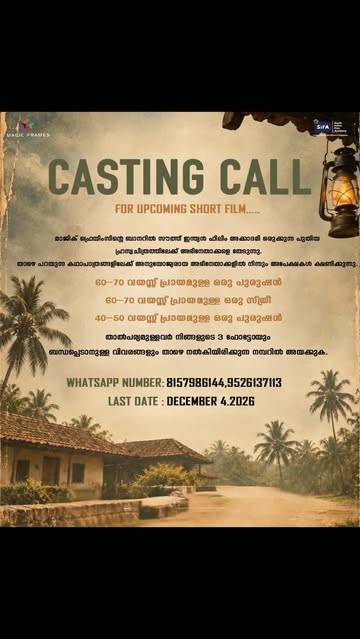 MAGIC FRAMES
SIFA
CASTING CALL
FOR UPCOMING SHORT FILM.....
മാജിക് ഫ്രെയിംസിന്റെ ബാനറിൽ സൗത്ത് ഇന്ത്യൻ ഫിലിം അക്കാദമി ഒരുക്കുന്ന പുതിയ
ഹ്രസ്വചിത്രത്തിലേക്ക് അഭിനേതാക്കളെ തേടുന്നു.
താഴെ പറയുന്ന കഥാപാത്രങ്ങളിലേക്ക് അനുയോജ്യരായ അഭിനേതാക്കളിൽ നിന്നും അപേക്ഷകൾ ക്ഷണിക്കുന്നു.
60-70 വയസ്സ് പ്രായമുള്ള ഒരു പുരുഷൻ
60-70 വയസ്സ് പ്രായമുള്ള ഒരു സ്ത്രീ
40-50 വയസ്സ് പ്രായമുള്ള ഒരു പുരുഷൻ
താൽപര്യമുള്ളവർ നിങ്ങളുടെ 3 ഫോട്ടോയും
ബന്ധപ്പെടാനുള്ള വിവരങ്ങളും താഴെ നൽകിയിരിക്കുന്ന നമ്പറിൽ അയക്കുക.
WHATSAPP NUMBER: 8157986144,9526137113
LAST DATE : DECEMBER 4.2026